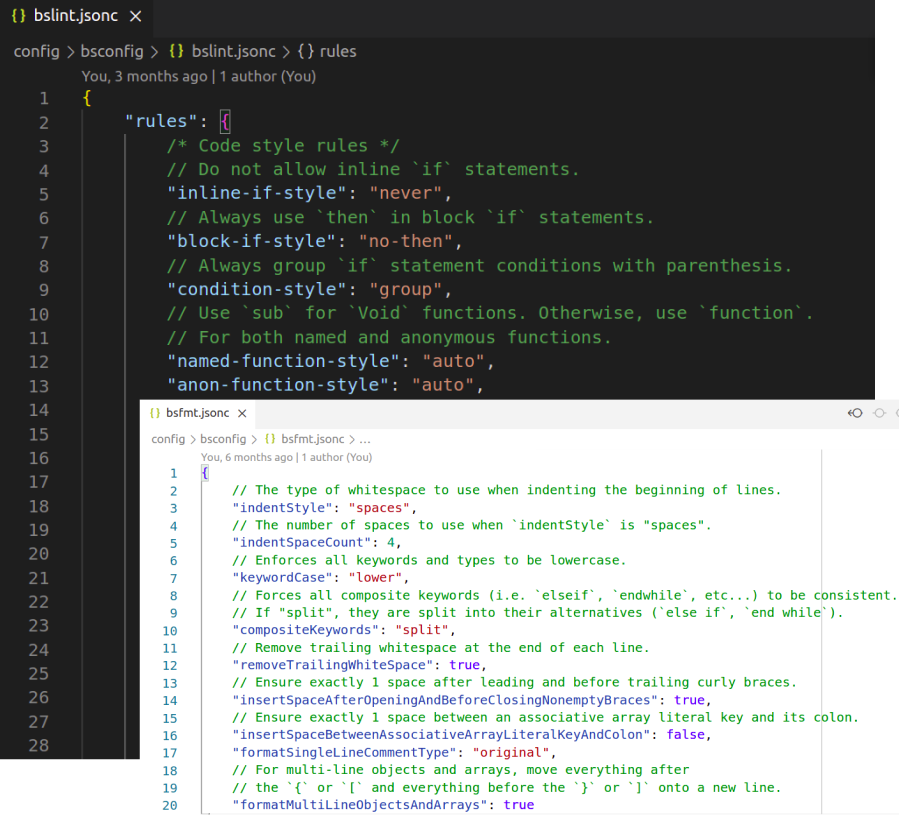 {} bslint.jsonc ×
config > bsconfig > {} bslint.jsonc > {} rules
You, 3 months ago | 1 author (You)
1 {
2 "rules": {
3 /* Code style rules */
4 // Do not allow inline `if` statements.
5 "inline-if-style": "never",
6 // Always use `then` in block `if` statements.
7 "block-if-style": "no-then",
8 // Always group `if` statement conditions with parenthesis.
9 "condition-style": "group",
10 // Use `sub` for `Void` functions. Otherwise, use `function`.
11 // For both named and anonymous functions.
12 "named-function-style": "auto",
13 "anon-function-style": "auto",
14
15
16
17
18
19
20
21
22
23
24
25
26
27
28
{} bsfmt.jsonc ×
config > bsconfig > {} bsfmt.jsonc > ...
You, 6 months ago | 1 author (You)
1 {
2 // The type of whitespace to use when indenting the beginning of lines.
3 "indentStyle": "spaces",
4 // The number of spaces to use when `indentStyle` is "spaces".
5 "indentSpaceCount": 4,
6 // Enforces all keywords and types to be lowercase.
7 "keywordCase": "lower",
8 // Forces all composite keywords (i.e. `elseif`, `endwhile`, etc...) to be consistent.
9 // If "split", they are split into their alternatives (`else if`, `end while`).
10 "compositeKeywords": "split",
11 // Remove trailing whitespace at the end of each line.
12 "removeTrailingWhiteSpace": true,
13 // Ensure exactly 1 space after leading and before trailing curly braces.
14 "insertSpaceAfterOpeningAndBeforeClosingNonemptyBraces": true,
15 // Ensure exactly 1 space between an associative array literal key and its colon.
16 "insertSpaceBetweenAssociativeArrayLiteralKeyAndColon": false,
17 "formatSingleLineCommentType": "original",
18 // For multi-line objects and arrays, move everything after
19 // the `{` or `[` and everything before the `}` or `]` onto a new line.
20 "formatMultiLineObjectsAndArrays": true